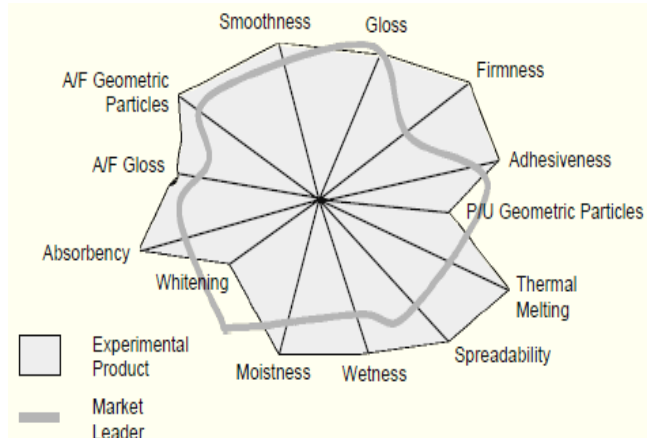 Smoothness
Gloss
A/F Geometric
Particles
Firmness
A/F Gloss
Adhesiveness
P/U Geometric Particles
Absorbency
Whitening
Thermal
Melting
Experimental
Product
Moistness
Wetness
Spreadability
Market
Leader